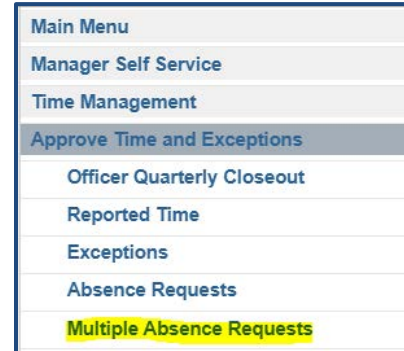 Main Menu
Manager Self Service
Time Management
Approve Time and Exceptions
Officer Quarterly Closeout
Reported Time
Exceptions
Absence Requests
Multiple Absence Requests